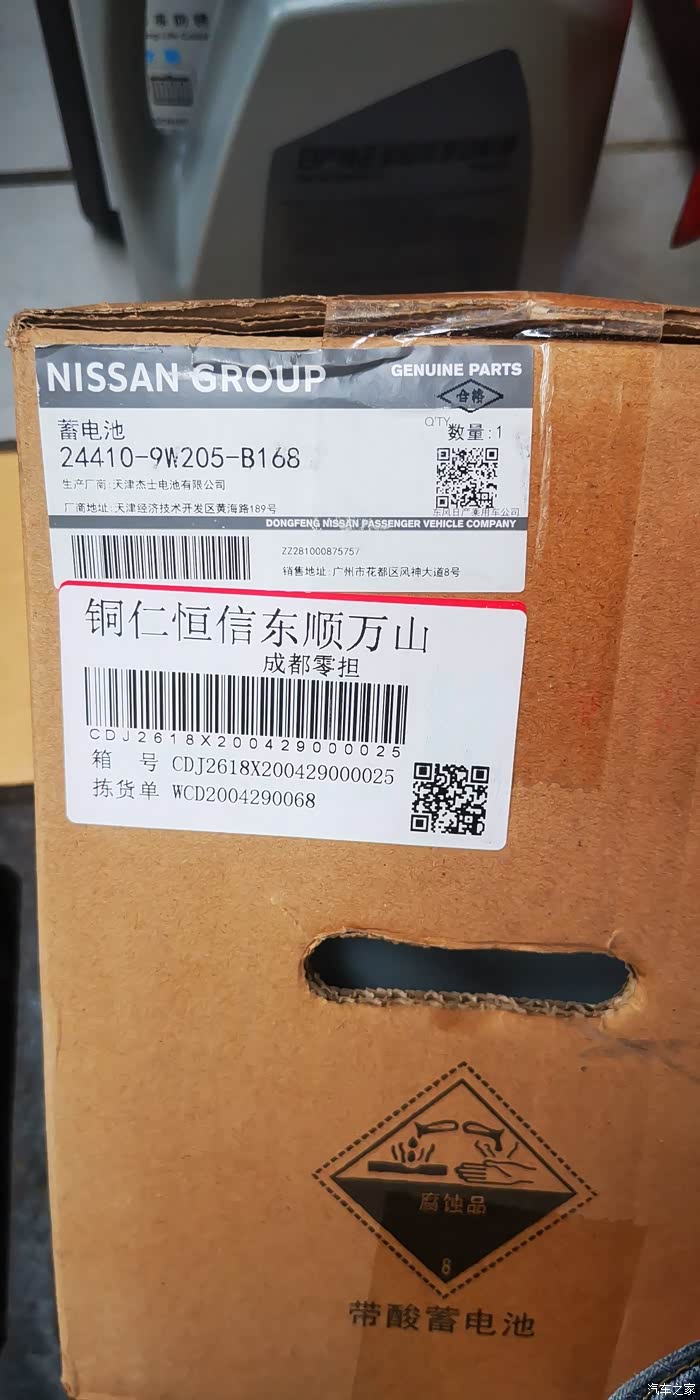 NISSAN GROUP
GENUINE PARTS
合格
蓄电池
Q'TY
数量:1
24410-9W205-B168
生产厂商:天津杰士电池有限公司
厂商地址:天津经济技术开发区黄海路189号
东风日产乘用车公司
DONGFENG NISSAN PASSENGER VEHICLE COMPANY
ZZ281000875757
销售地址:广州市花都区风神大道8号
铜仁恒信东顺万山
成都零担
CDJ2618X200429000025
箱 号 CDJ2618X200429000025
拣货单 WCD2004290068
腐蚀品
8
带酸蓄电池
汽车之家